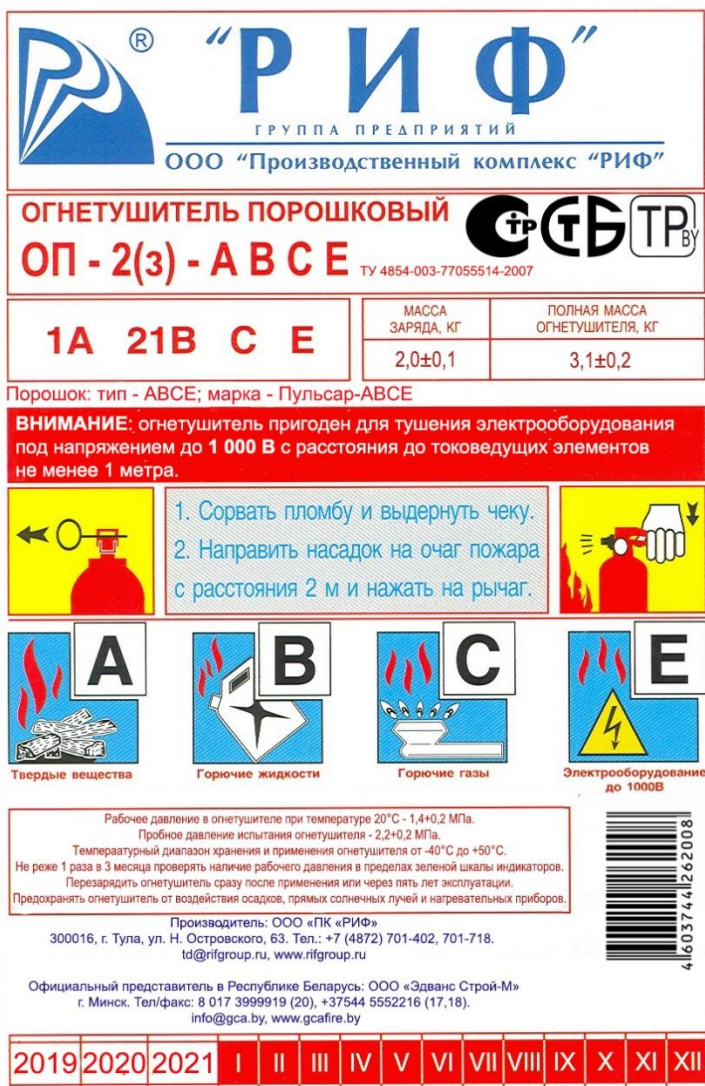 ®
"РИФ"
ГРУППА ПРЕДПРИЯТИЙ
ООО "Производственный комплекс "РИФ"
ОГНЕТУШИТЕЛЬ ПОРОШКОВЫЙ
ОП - 2(з) - А В С Е ТУ 4854-003-77055514-2007
СТР СТБ ТР BY
1А 21В С Е
МАССА ЗАРЯДА, КГ
2,0±0,1
ПОЛНАЯ МАССА ОГНЕТУШИТЕЛЯ, КГ
3,1±0,2
Порошок: тип - АВСЕ; марка - Пульсар-АВСЕ
ВНИМАНИЕ: огнетушитель пригоден для тушения электрооборудования
под напряжением до 1 000 В с расстояния до токоведущих элементов
не менее 1 метра.
1. Сорвать пломбу и выдернуть чеку.
2. Направить насадок на очаг пожара
с расстояния 2 м и нажать на рычаг.
A
Твердые вещества
B
Горючие жидкости
C
Горючие газы
E
Электрооборудование
до 1000В
Рабочее давление в огнетушителе при температуре 20°С - 1,4+0,2 МПа.
Пробное давление испытания огнетушителя - 2,2+0,2 МПа.
Темпераатурный диапазон хранения и применения огнетушителя от -40°С до +50°С.
Не реже 1 раза в 3 месяца проверять наличие рабочего давления в пределах зеленой шкалы индикаторов.
Перезарядить огнетушитель сразу после применения или через пять лет эксплуатации.
Предохранять огнетушитель от воздействия осадков, прямых солнечных лучей и нагревательных приборов.
4603744262008
Производитель: ООО «ПК «РИФ»
300016, г. Тула, ул. Н. Островского, 63. Тел.: +7 (4872) 701-402, 701-718.
td@rifgroup.ru, www.rifgroup.ru
Официальный представитель в Республике Беларусь: ООО «Эдванс Строй-М»
г. Минск. Тел/факс: 8 017 3999919 (20), +37544 5552216 (17,18).
info@gca.by, www.gcafire.by
2019 2020 2021 I II III IV V VI VII VIII IX X XI XII